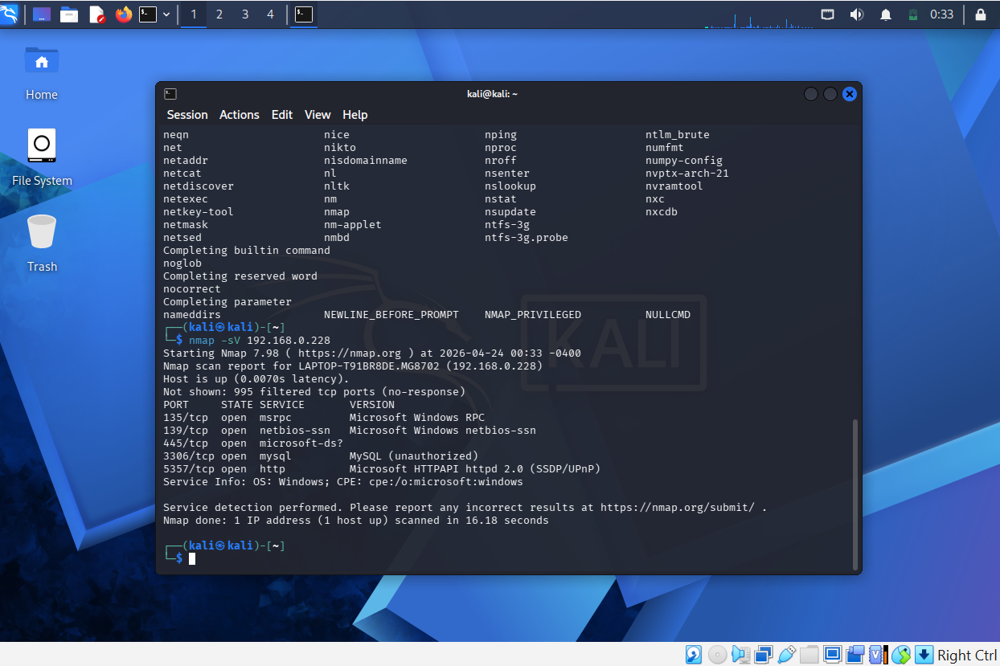 1 2 3 4 0:33
Home
File System
Trash
kali@kali: ~
Session Actions Edit View Help
neqn nice nping ntlm_brute
net nikto nproc numfmt
netaddr nisdomainname nroff numpy-config
netcat nl nsenter nvptx-arch-21
netdiscover nltk nslookup nvramtool
netexec nm nstat nxc
netkey-tool nmap nsupdate nxcdb
netmask nm-applet ntfs-3g
netsed nmbd ntfs-3g.probe
Completing builtin command
noglob
Completing reserved word
nocorrect
Completing parameter
nameddirs NEWLINE_BEFORE_PROMPT NMAP_PRIVILEGED NULLCMD
┌──(kali㉿kali)-[~]
└─$ nmap -sV 192.168.0.228
Starting Nmap 7.98 ( https://nmap.org ) at 2026-04-24 00:33 -0400
Nmap scan report for LAPTOP-T91BR8DE.MG8702 (192.168.0.228)
Host is up (0.0070s latency).
Not shown: 995 filtered tcp ports (no-response)
PORT STATE SERVICE VERSION
135/tcp open msrpc Microsoft Windows RPC
139/tcp open netbios-ssn Microsoft Windows netbios-ssn
445/tcp open microsoft-ds?
3306/tcp open mysql MySQL (unauthorized)
5357/tcp open http Microsoft HTTPAPI httpd 2.0 (SSDP/UPnP)
Service Info: OS: Windows; CPE: cpe:/o:microsoft:windows
Service detection performed. Please report any incorrect results at https://nmap.org/submit/ .
Nmap done: 1 IP address (1 host up) scanned in 16.18 seconds
┌──(kali㉿kali)-[~]
└─$
KALI
Right Ctrl